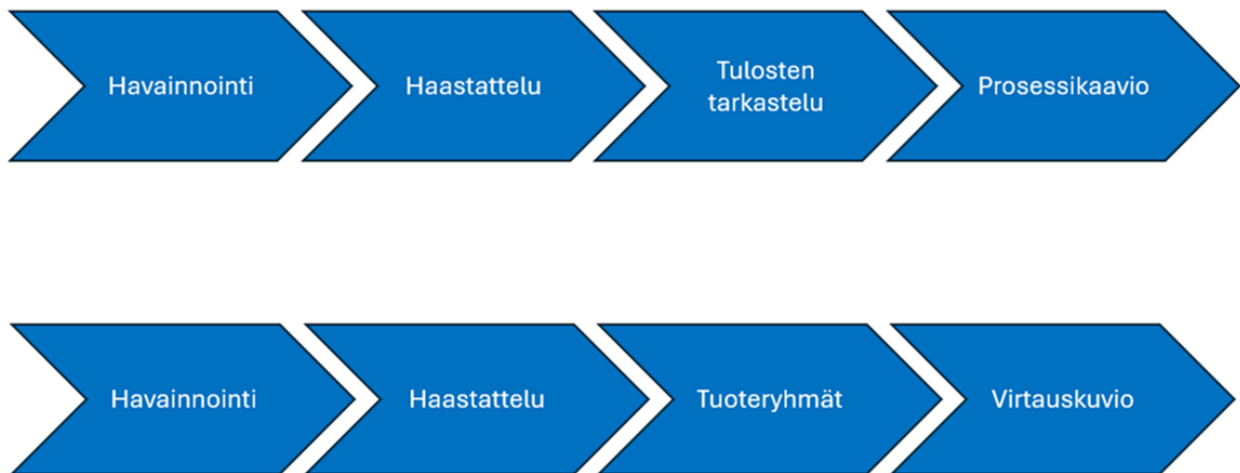 Havainnointi
Haastattelu
Tulosten
tarkastelu
Prosessikaavio
Havainnointi
Haastattelu
Tuoteryhmät
Virtauskuvio